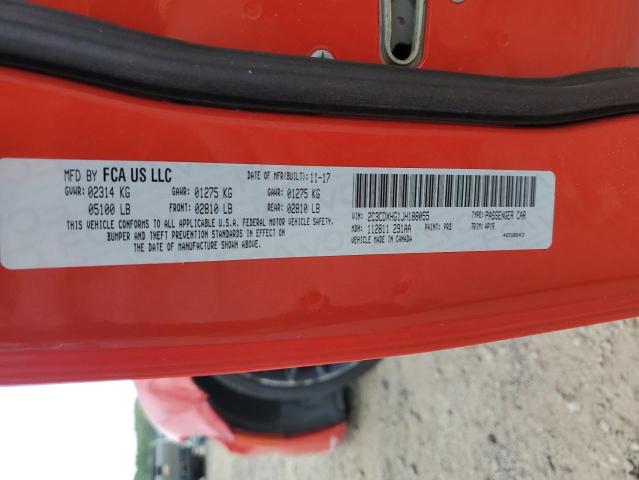 MFD BY FCA US LLC DATE OF MFR(BUILT): 11-17
GVWR: 02314 KG GAWR: 01275 KG GAWR: 01275 KG
05100 LB FRONT: 02810 LB REAR: 02810 LB
THIS VEHICLE CONFORMS TO ALL APPLICABLE U.S.A. FEDERAL MOTOR VEHICLE SAFETY,
BUMPER AND THEFT PREVENTION STANDARDS IN EFFECT ON
THE DATE OF MANUFACTURE SHOWN ABOVE.
VIN: 2C3CDXHG1JH188055 TYPE: PASSENGER CAR
MDH: 112811 291AA PAINT: PR3 TRIM: APX9
VEHICLE MADE IN CANADA